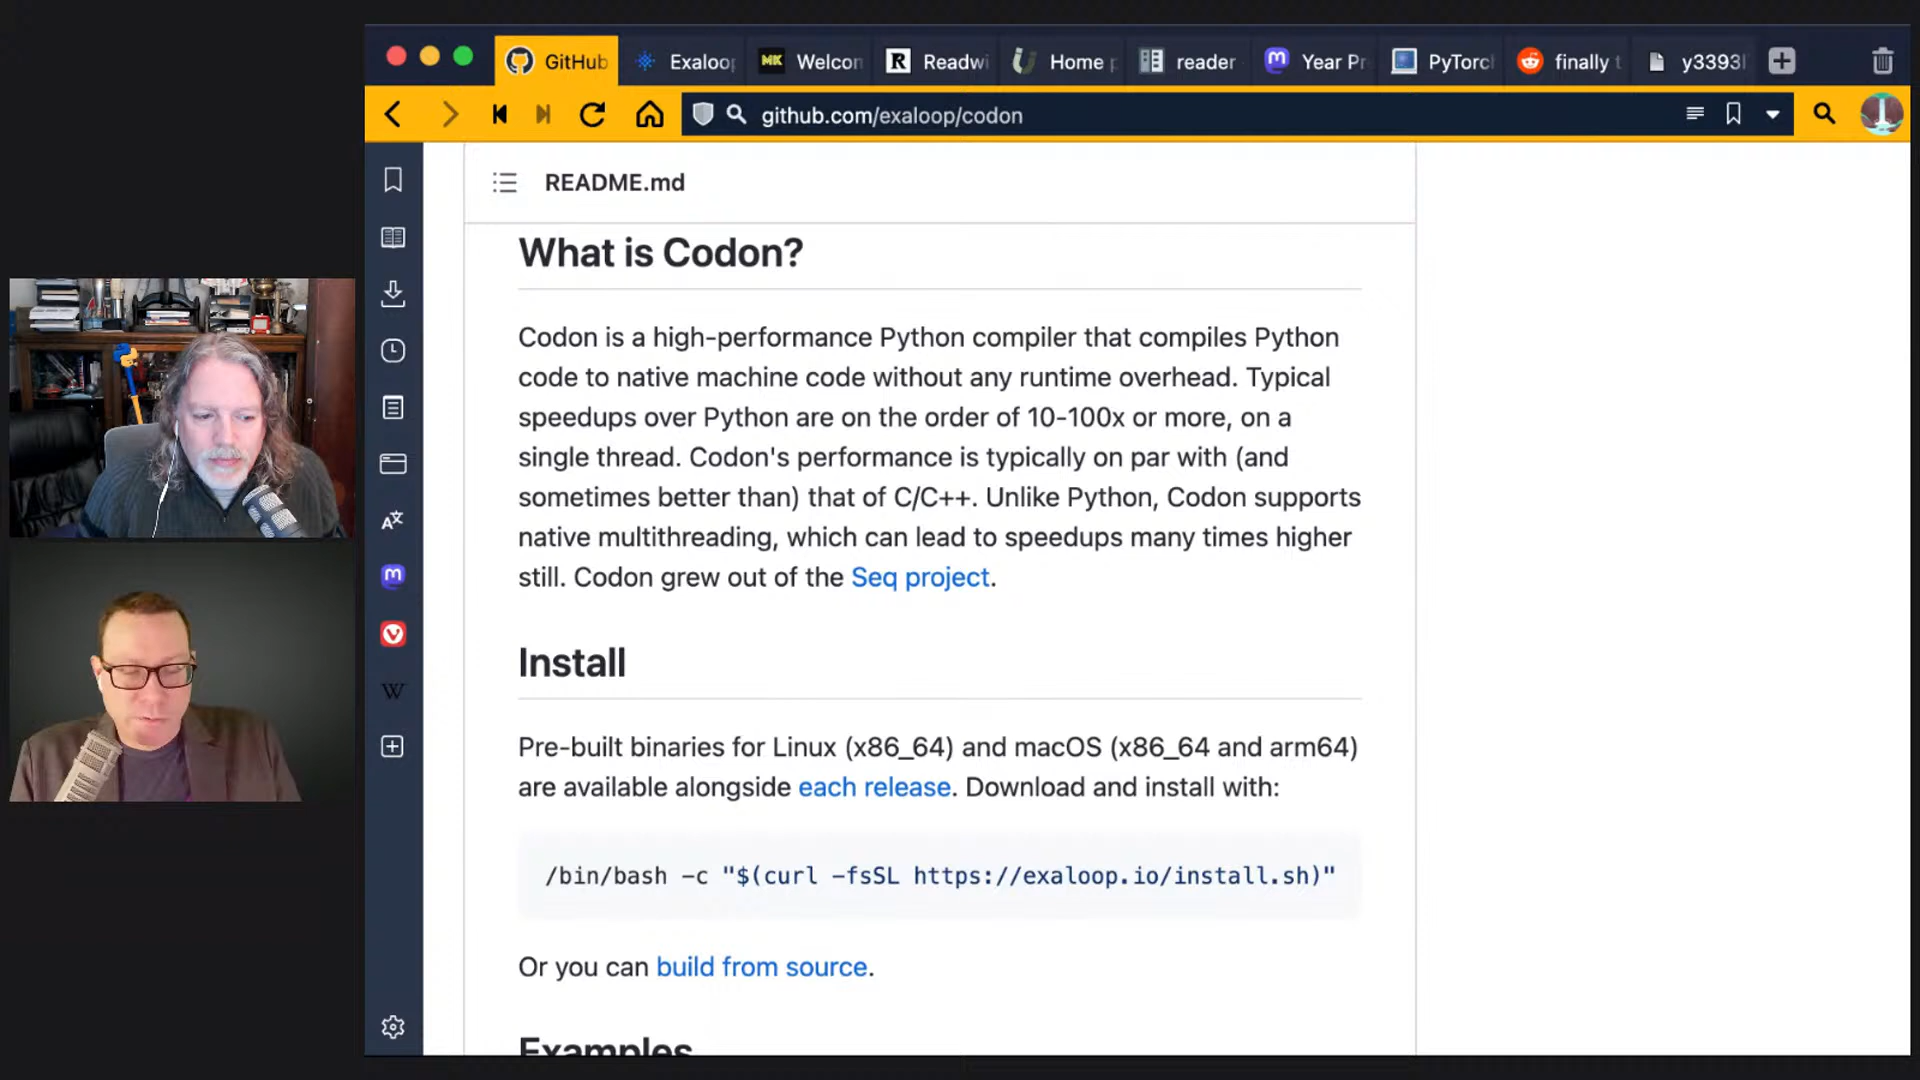 GitHub
Exaloop
MK Welcon
R Readwi
Home p
reader
Year Pr
PyTorc
finally t
y3393
github.com/exaloop/codon
README.md
What is Codon?
Codon is a high-performance Python compiler that compiles Python
code to native machine code without any runtime overhead. Typical
speedups over Python are on the order of 10-100x or more, on a
single thread. Codon's performance is typically on par with (and
sometimes better than) that of C/C++. Unlike Python, Codon supports
native multithreading, which can lead to speedups many times higher
still. Codon grew out of the Seq project.
Install
Pre-built binaries for Linux (x86_64) and macOS (x86_64 and arm64)
are available alongside each release. Download and install with:
/bin/bash -c "$(curl -fsSL https://exaloop.io/install.sh)"
Or you can build from source.
Examples